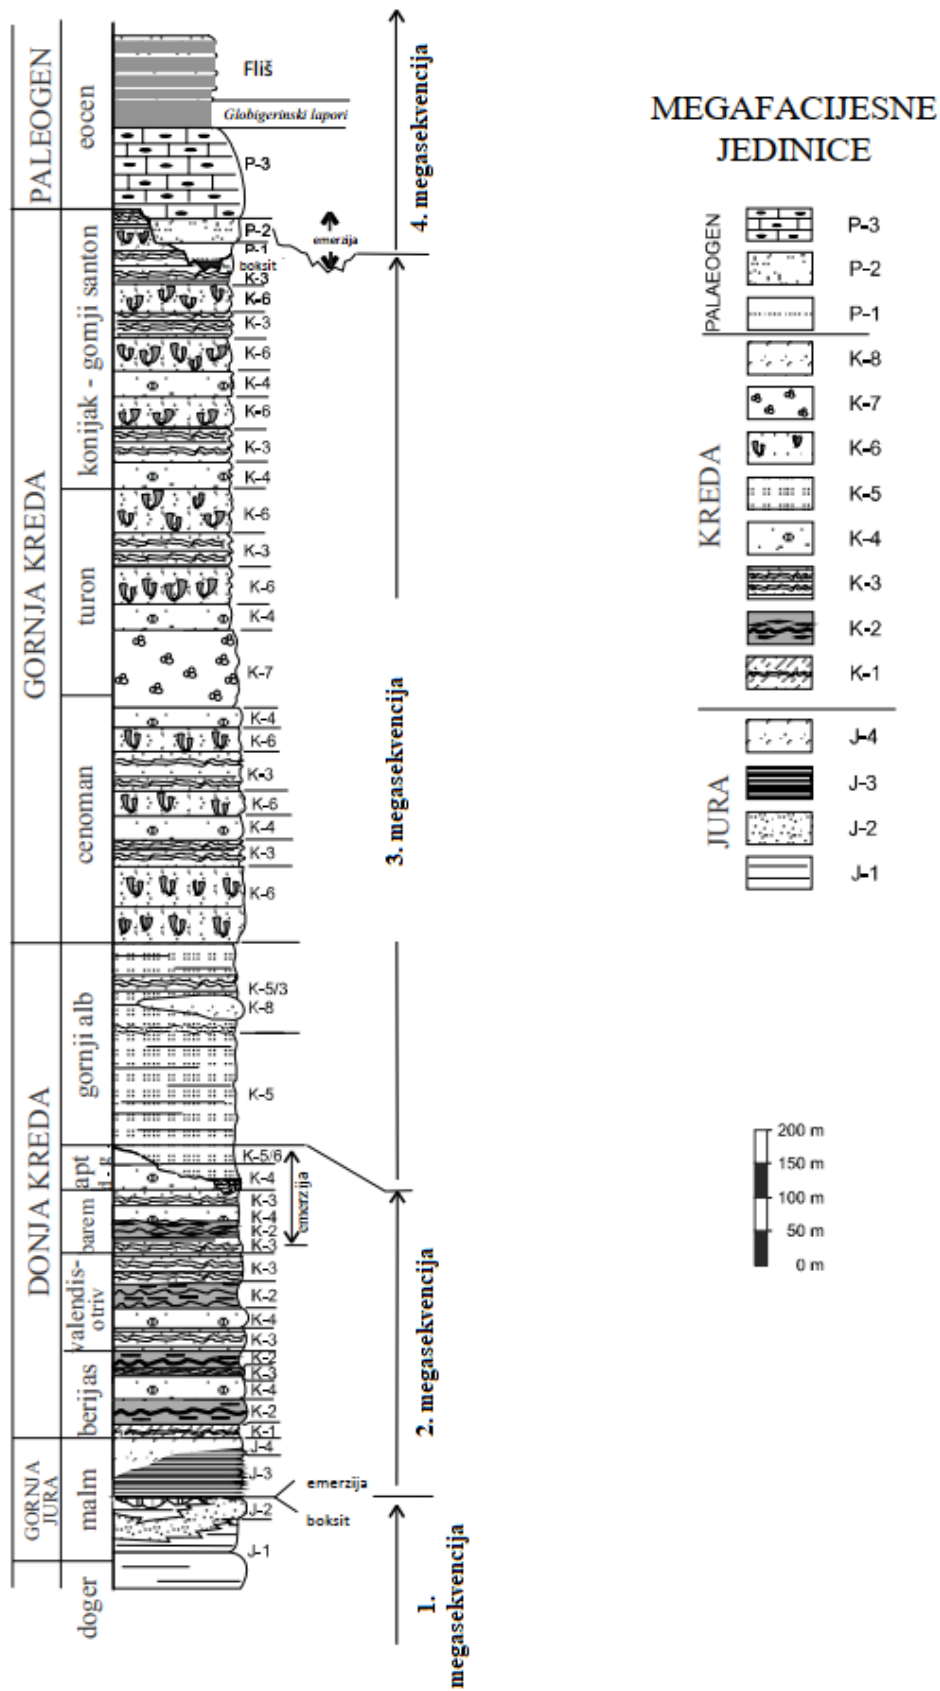 PALEOGEN
eocen
Fliš
Globigerinski lapori
P-3
P-2
P-1
boksit
emerzija
4. megasekvencija
GORNJA KREDA
konijak - gornji santon
K-3
K-6
K-3
K-6
K-4
K-6
K-3
K-4
turon
K-6
K-3
K-6
K-4
K-7
cenoman
K-4
K-6
K-3
K-6
K-4
K-3
K-6
3. megasekvencija
DONJA KREDA
gornji alb
K-5/3
K-8
K-5
apt
d-g
K-5/6
K-4
emerzija
barem
K-3
K-4
K-2
K-3
valendis-
otriv
K-3
K-2
K-4
K-3
berijas
K-2
K-3
K-4
K-2
K-1
2. megasekvencija
GORNJA
JURA
malm
J-4
J-3
J-2
J-1
emerzija
boksit
doger
1.
megasekvencija
MEGAFACIJESNE
JEDINICE
PALAEOGEN
P-3
P-2
P-1
KREDA
K-8
K-7
K-6
K-5
K-4
K-3
K-2
K-1
JURA
J-4
J-3
J-2
J-1
200 m
150 m
100 m
50 m
0 m